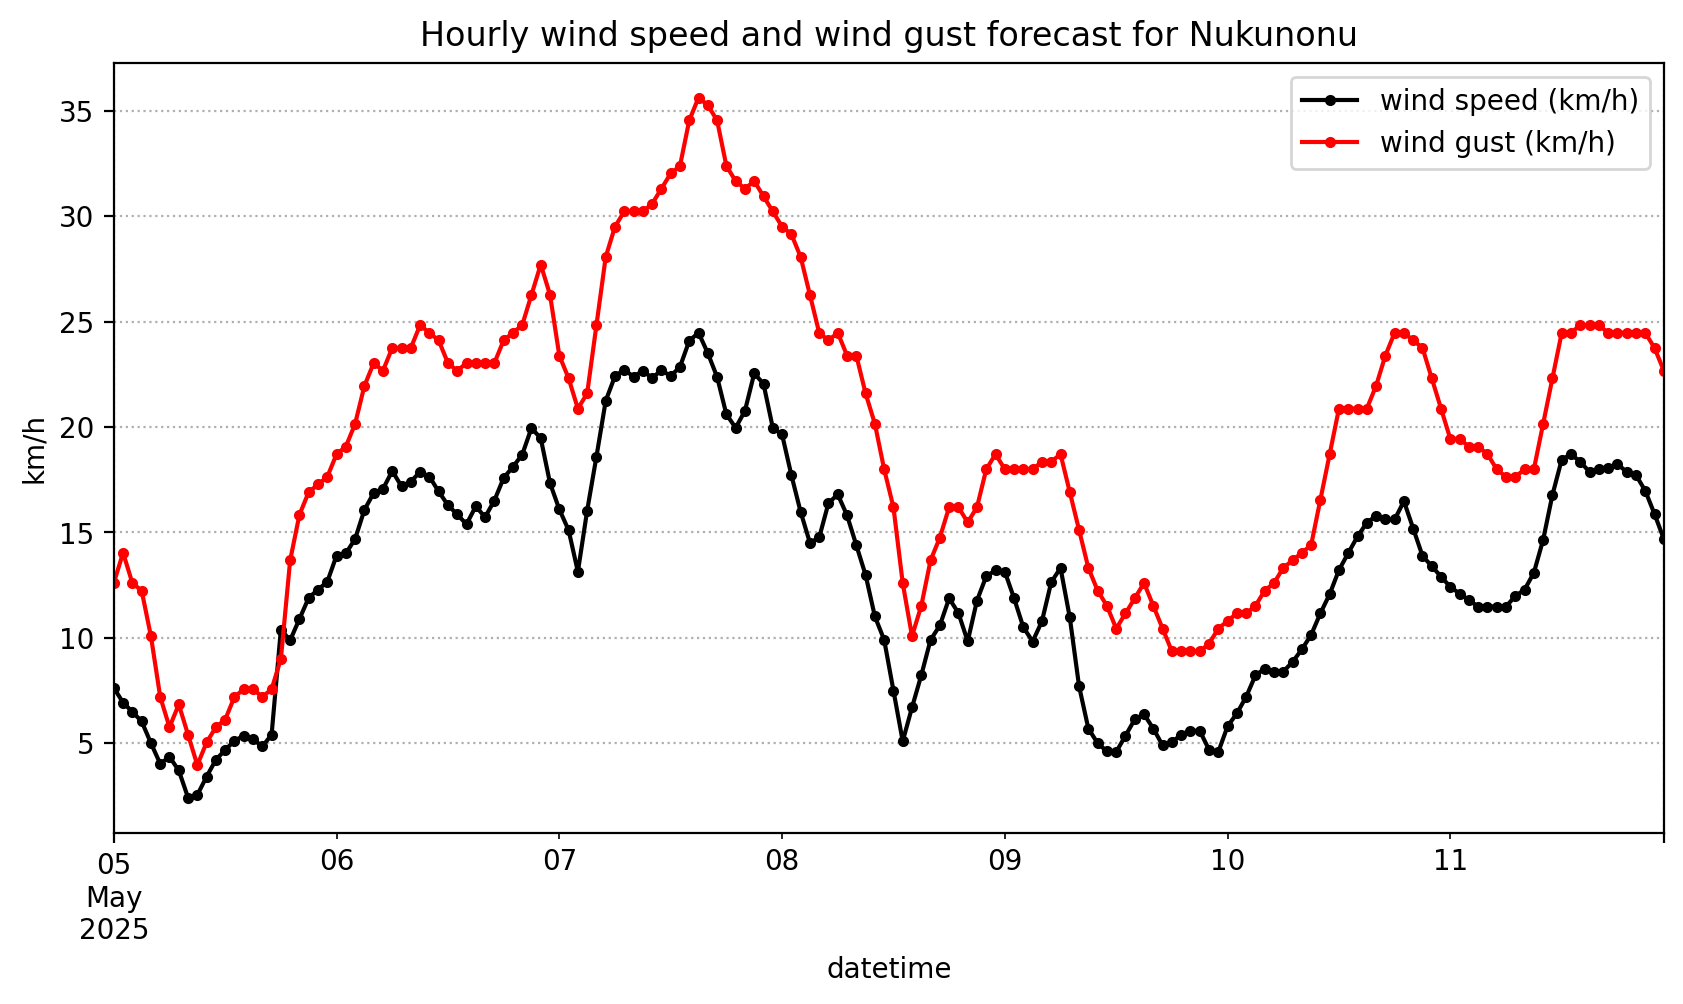 Hourly wind speed and wind gust forecast for Nukunonu
wind speed (km/h)
wind gust (km/h)
35
30
25
20
15
10
5
km/h
05
May
2025
06
07
08
09
10
11
datetime